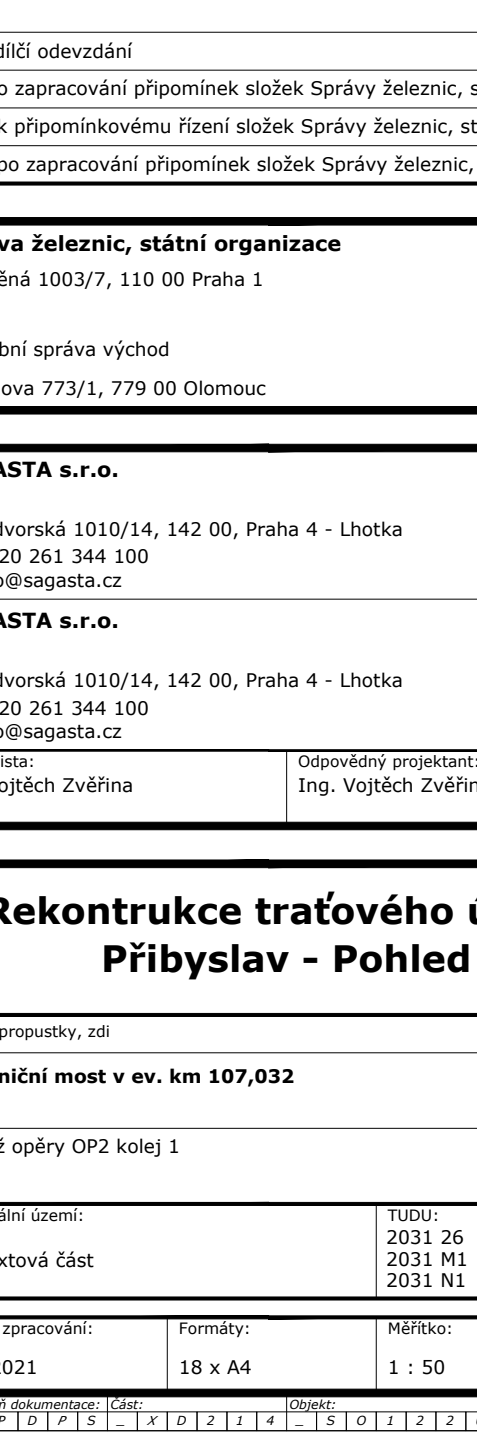 dílčí odevzdání
o zapracování připomínek složek Správy železnic, s
k připomínkovému řízení složek Správy železnic, st
po zapracování připomínek složek Správy železnic,
va železnic, státní organizace
ěná 1003/7, 110 00 Praha 1
bní správa východ
ova 773/1, 779 00 Olomouc
ASTA s.r.o.
dvorská 1010/14, 142 00, Praha 4 - Lhotka
20 261 344 100
o@sagasta.cz
ASTA s.r.o.
dvorská 1010/14, 142 00, Praha 4 - Lhotka
20 261 344 100
o@sagasta.cz
ista: Odpovědný projektant:
ojtěch Zvěřina Ing. Vojtěch Zvěřin
Rekontrukce traťového ú
Přibyslav - Pohled
propustky, zdi
niční most v ev. km 107,032
ž opěry OP2 kolej 1
ální území: TUDU:
2031 26
xtová část 2031 M1
2031 N1
zpracování: Formáty: Měřítko:
021 18 x A4 1 : 50
ň dokumentace: Část: Objekt:
P D P S _ X D 2 1 4 _ S O 1 2 2